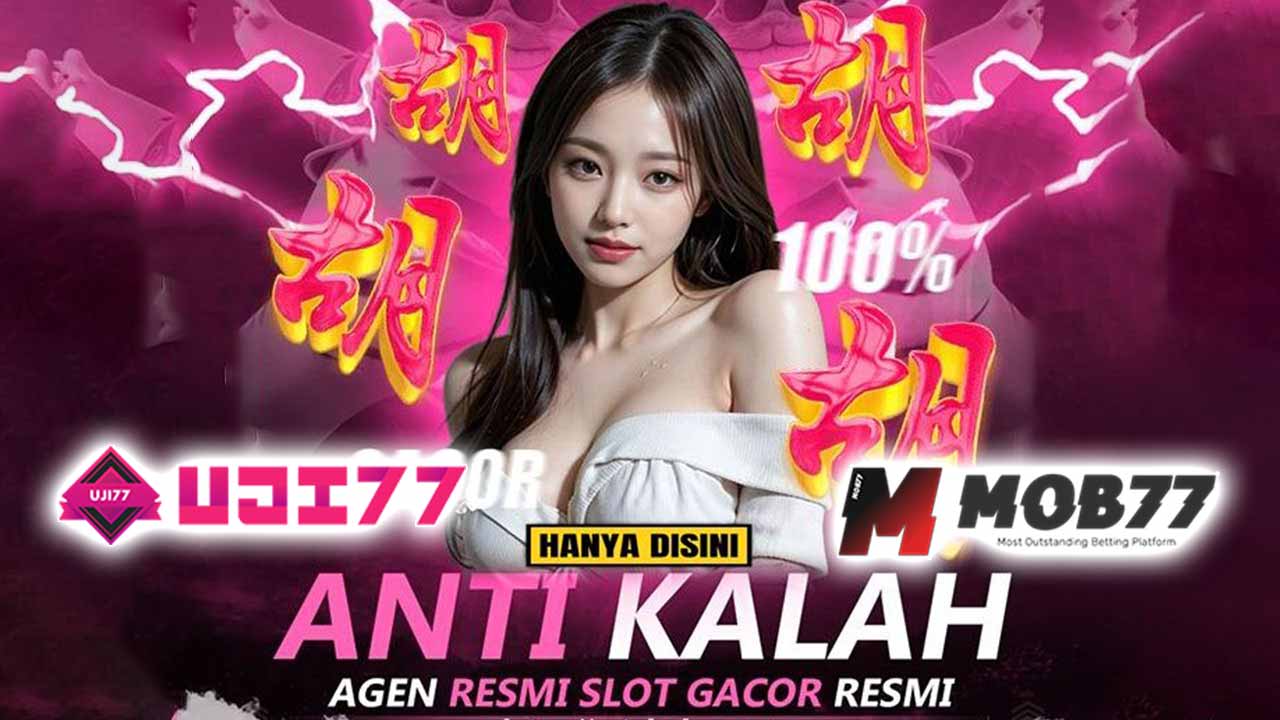 胡 胡
胡
100%
胡
UJI77 UJI77
MOB77 M MOB77
Most Outstanding Betting Platform
HANYA DISINI
ANTI KALAH
AGEN RESMI SLOT GACOR RESMI